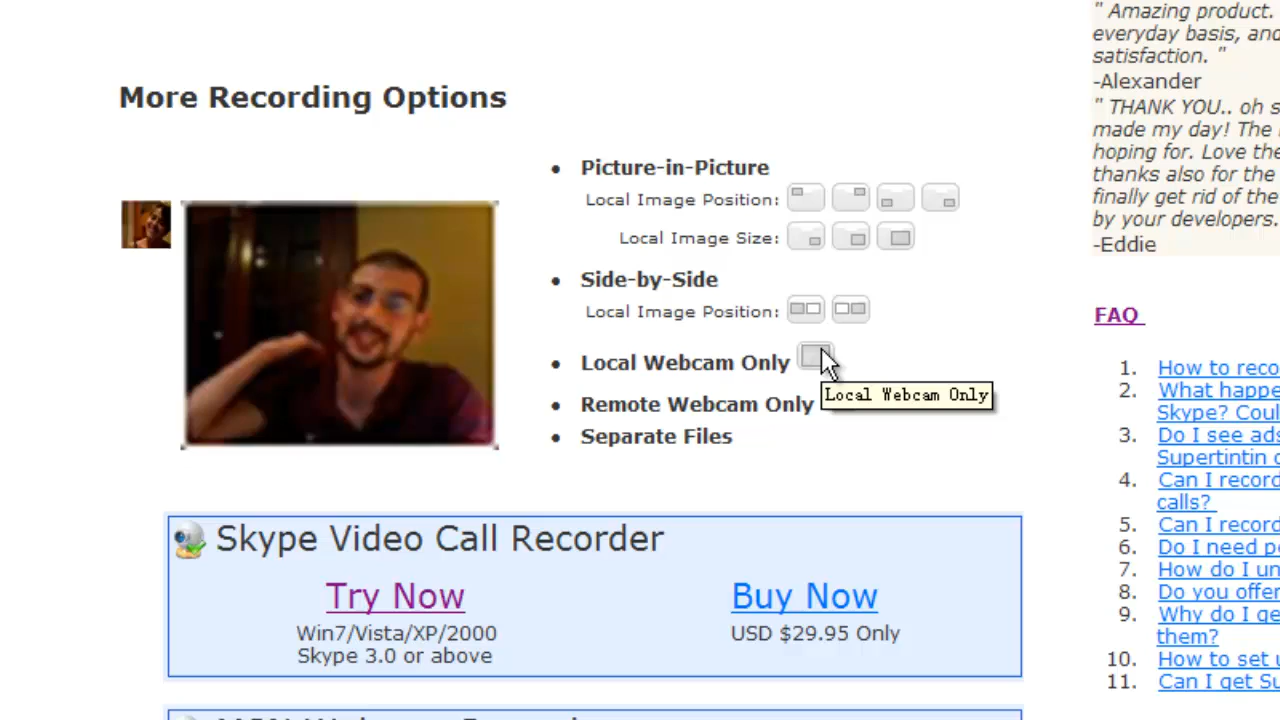 " Amazing product.
everyday basis, and
satisfaction. "
-Alexander
" THANK YOU.. oh s
made my day! The
hoping for. Love the
thanks also for the
finally get rid of the
by your developers.
-Eddie
More Recording Options
• Picture-in-Picture
Local Image Position:
Local Image Size:
• Side-by-Side
Local Image Position:
• Local Webcam Only
Local Webcam Only
• Remote Webcam Only
• Separate Files
Skype Video Call Recorder
Try Now
Win7/Vista/XP/2000
Skype 3.0 or above
Buy Now
USD $29.95 Only
FAQ
1. How to reco
2. What happe
Skype? Coul
3. Do I see ads
Supertintin o
4. Can I record
calls?
5. Can I record
6. Do I need p
7. How do I un
8. Do you offer
9. Why do I ge
them?
10. How to set u
11. Can I get Su